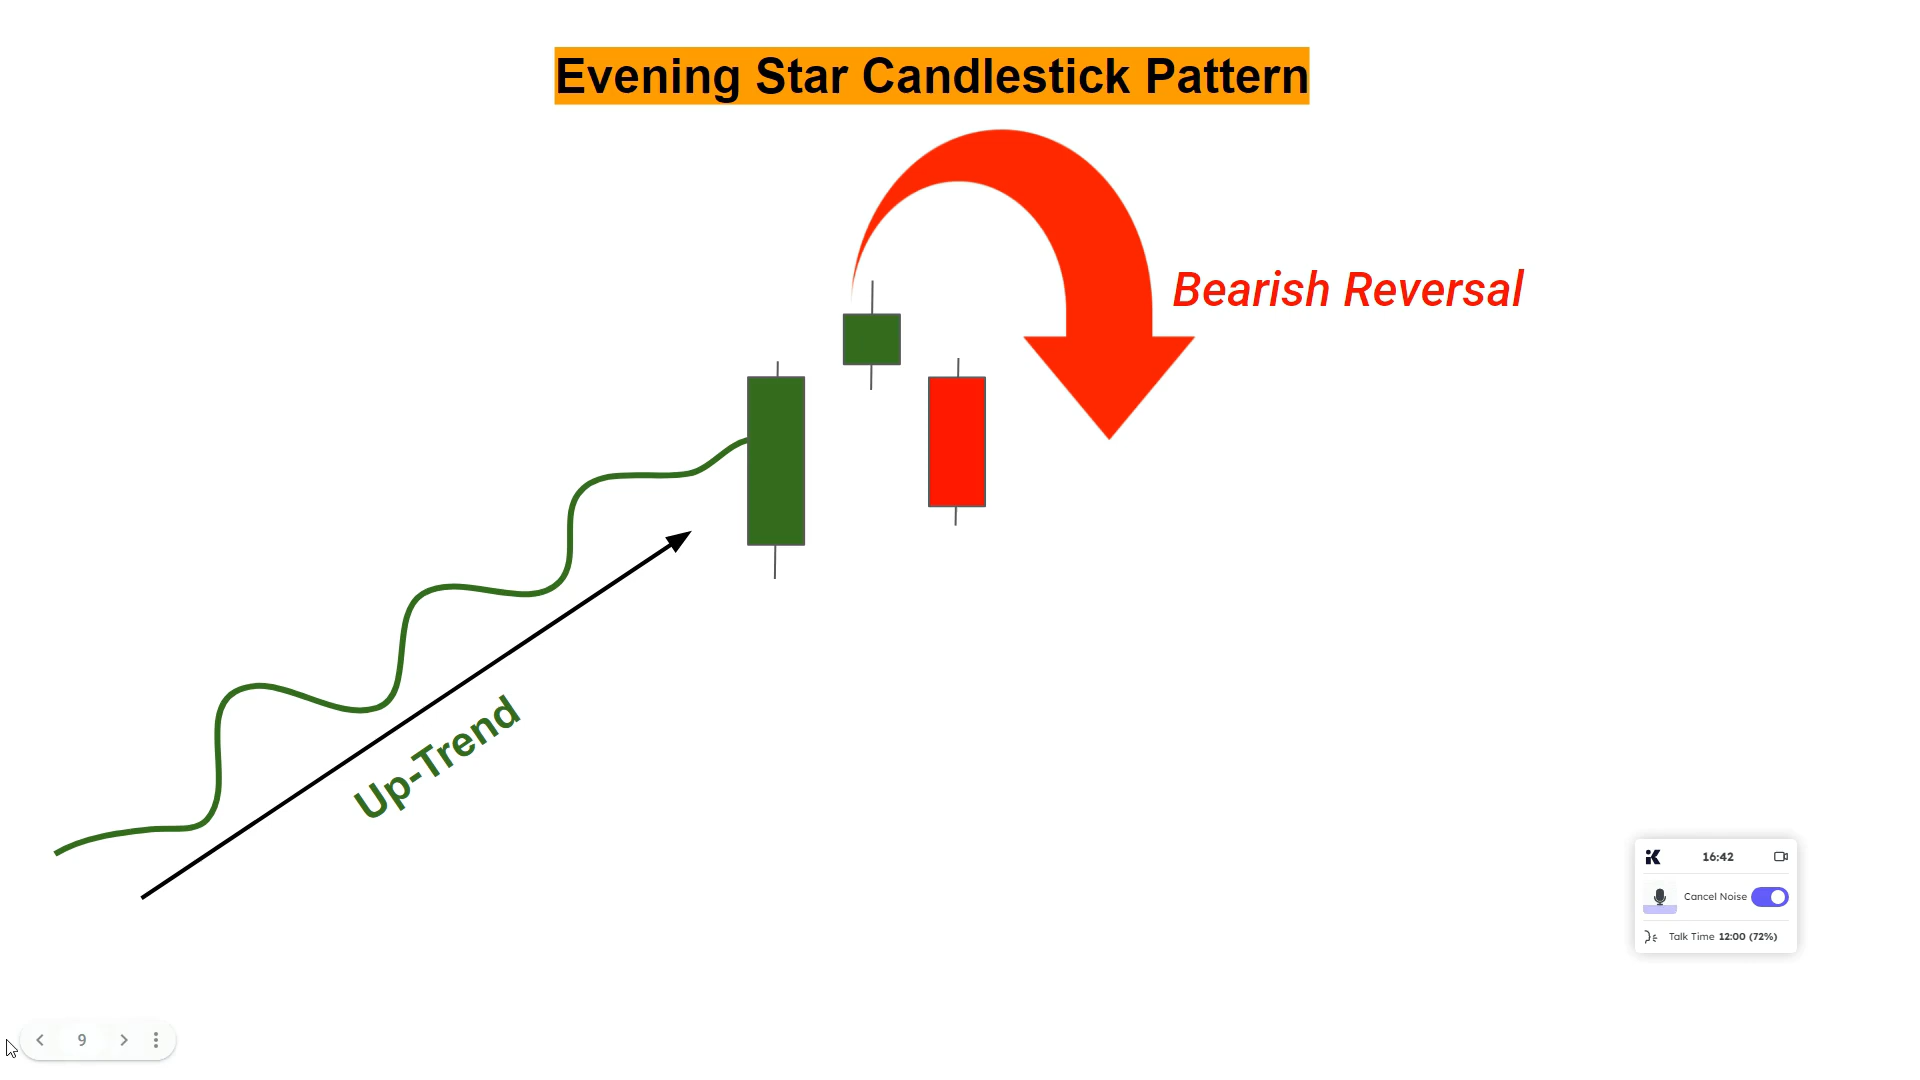 Evening Star Candlestick Pattern
Bearish Reversal
Up-Trend
16:42
Cancel Noise
Talk Time 12:00 (72%)
9